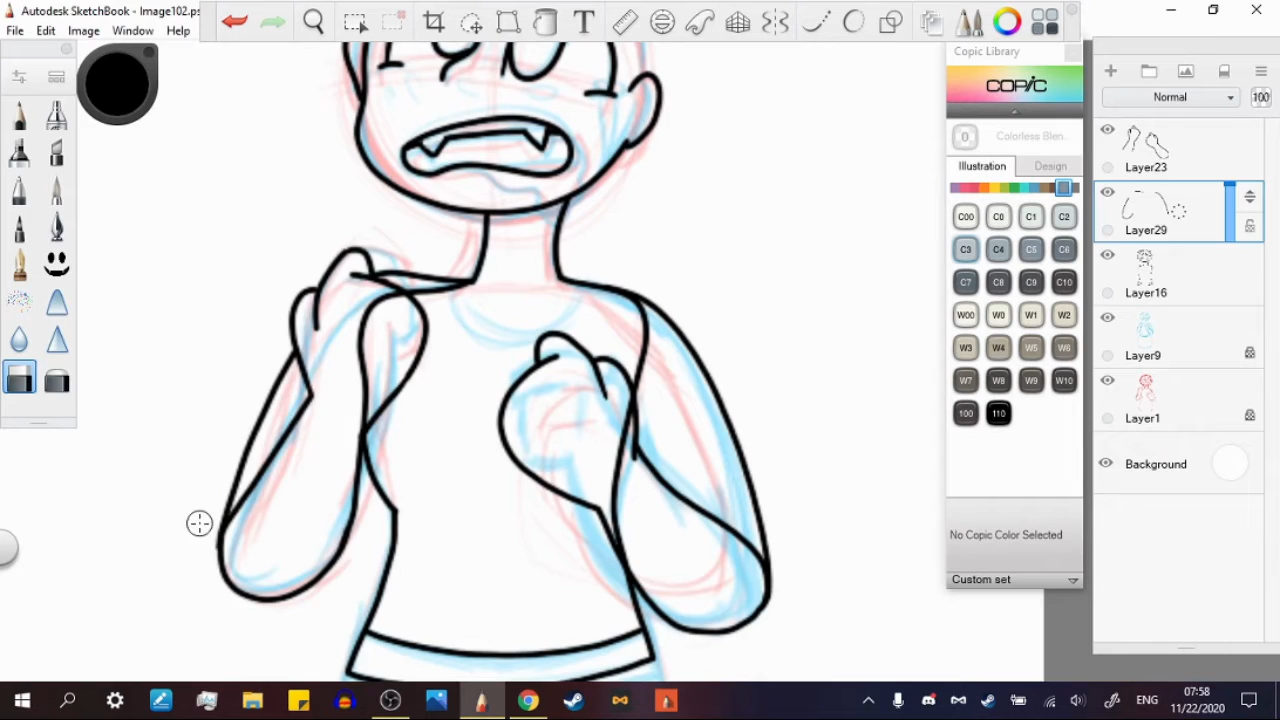 Autodesk SketchBook - Image102.ps
File Edit Image Window Help
T
Copic Library
COPIC
0 Colorless Blen..
Illustration Design
C00 C0 C1 C2
C3 C4 C5 C6
C7 C8 C9 C10
W00 W0 W1 W2
W3 W4 W5 W6
W7 W8 W9 W10
100 110
No Copic Color Selected
Custom set
Normal 100
Layer23
Layer29
Layer16
Layer9
Layer1
Background
ENG
07:58
11/22/2020